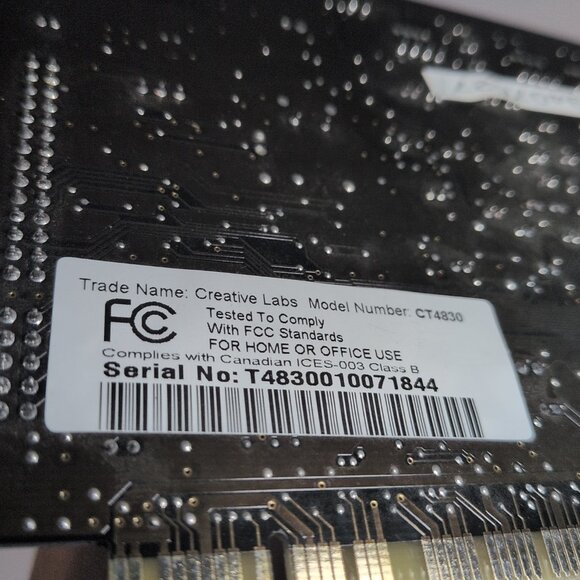 Trade Name: Creative Labs Model Number: CT4830
FC
Tested To Comply
With FCC Standards
FOR HOME OR OFFICE USE
Complies with Canadian ICES-003 Class B
Serial No: T4830010071844